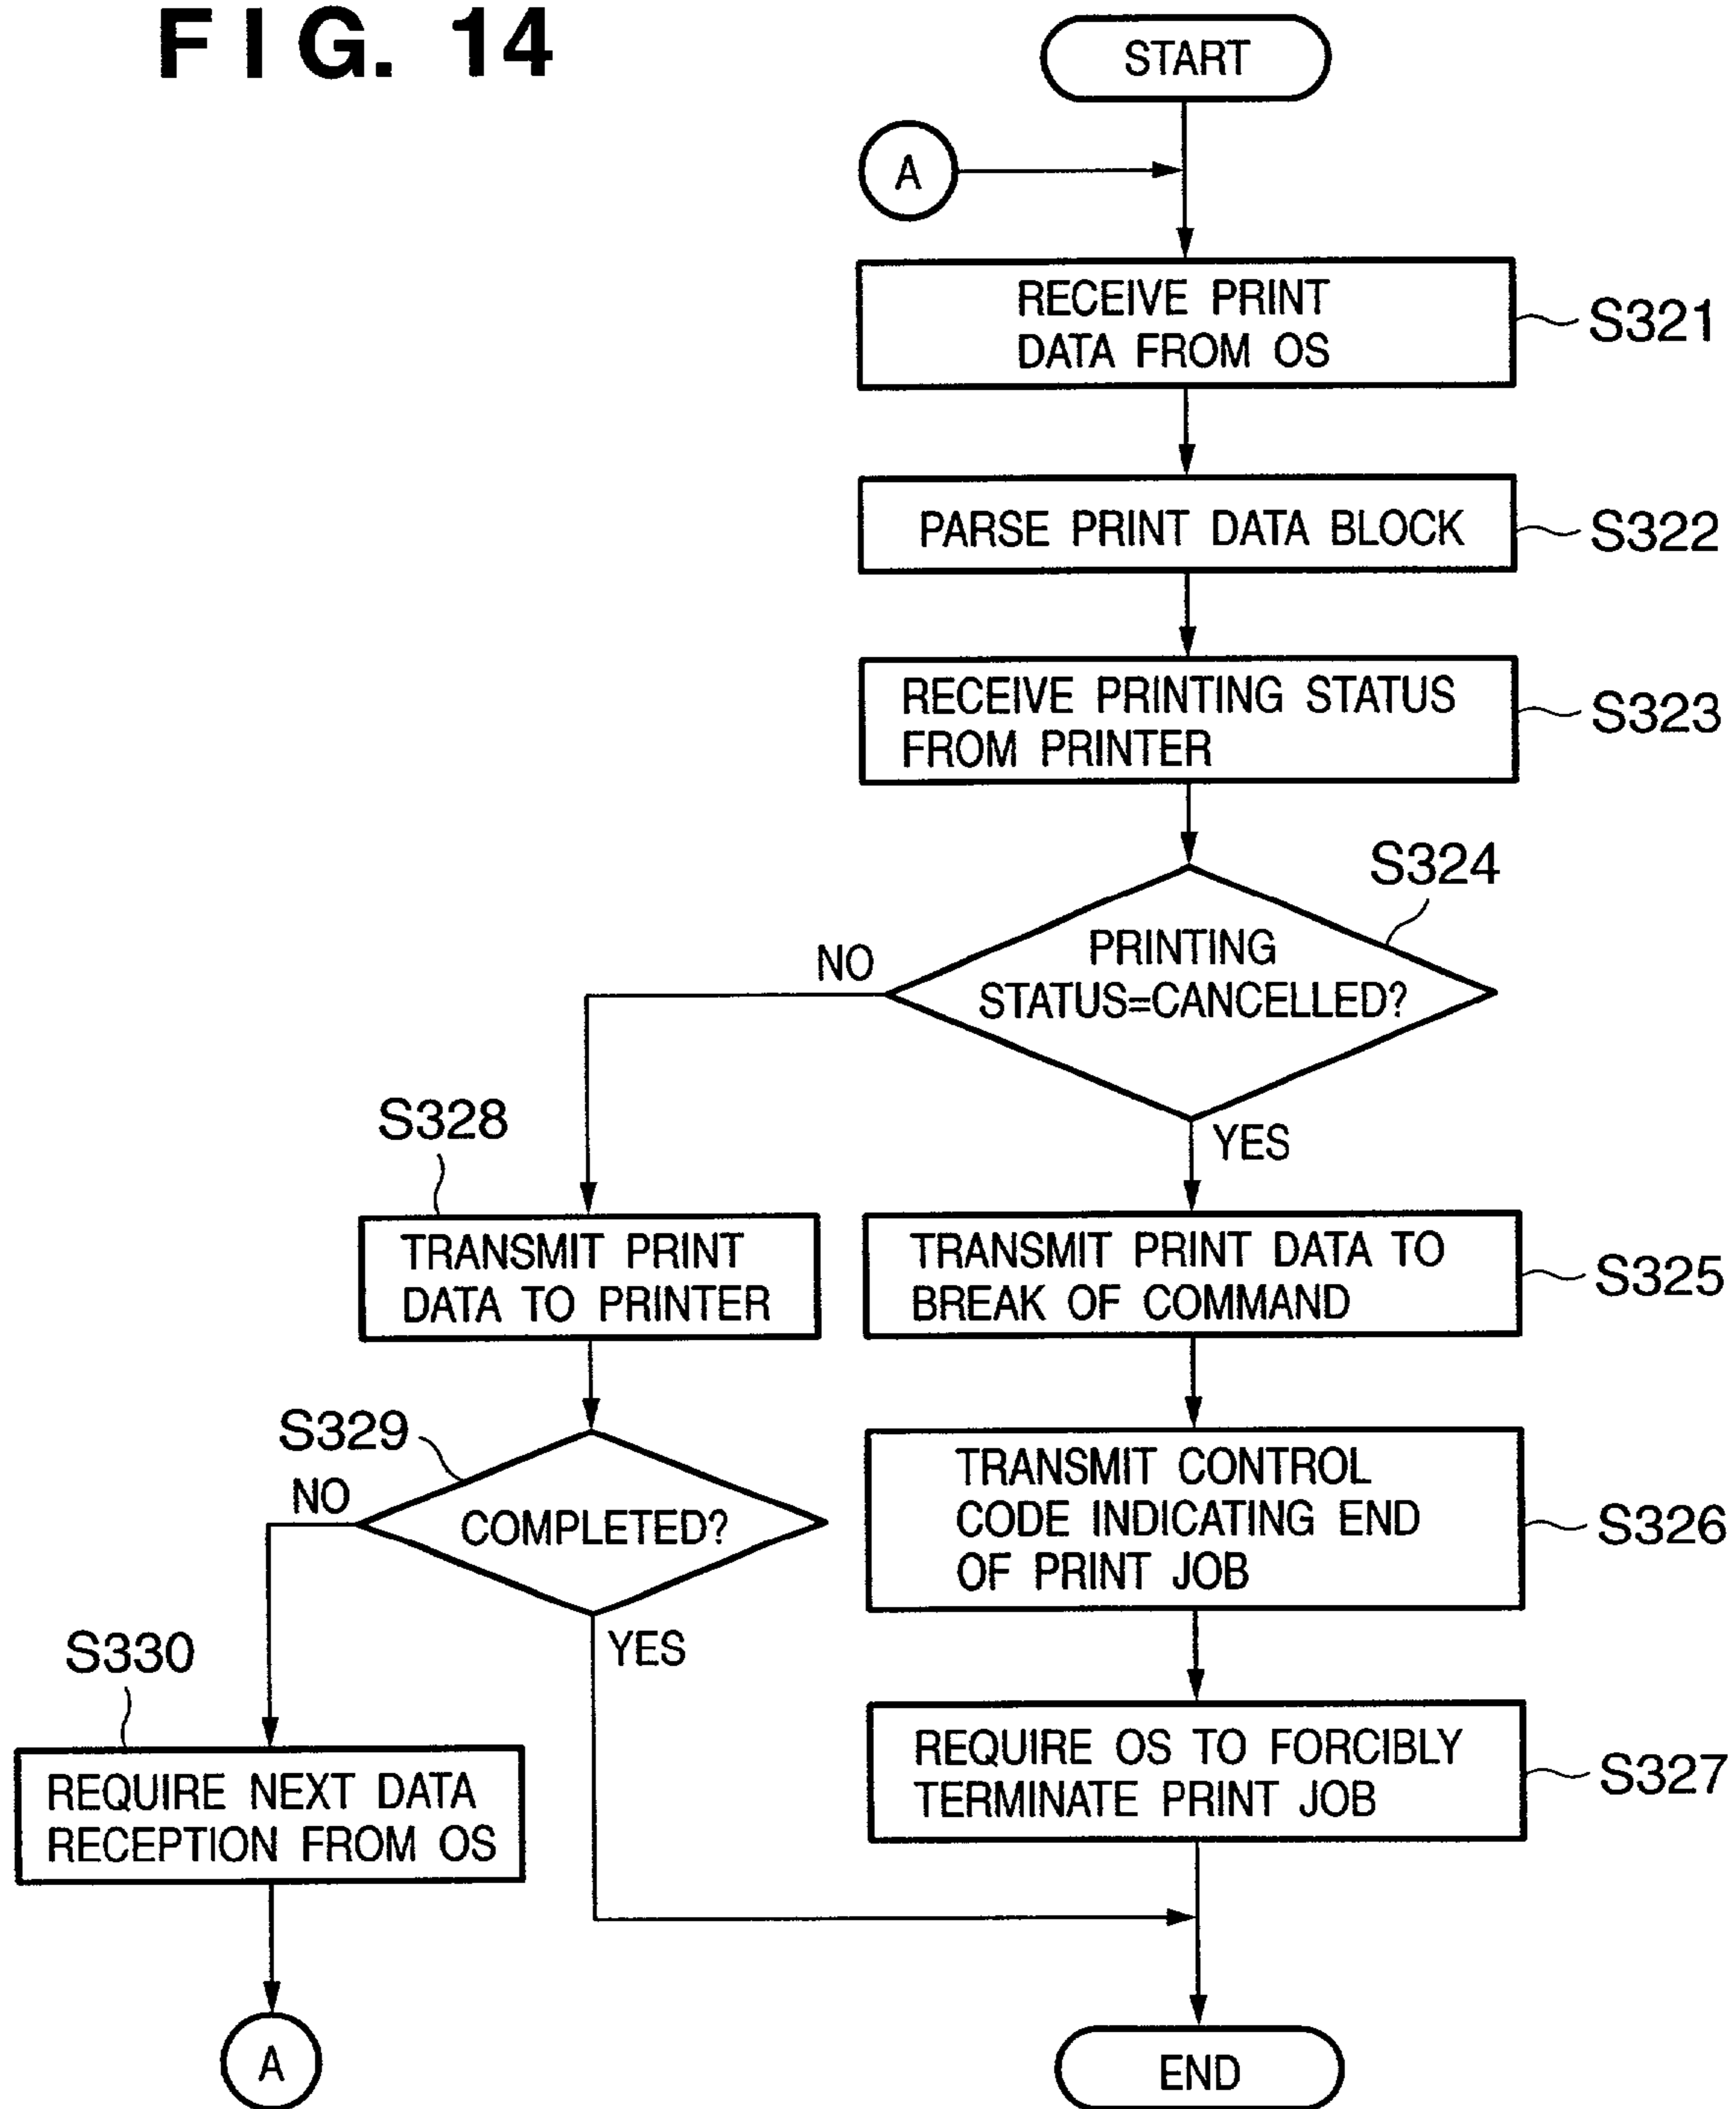 FIG. 14
START
A
RECEIVE PRINT
DATA FROM OS
S321
PARSE PRINT DATA BLOCK
S322
RECEIVE PRINTING STATUS
FROM PRINTER
S323
S324
PRINTING
STATUS=CANCELLED?
NO
YES
S328
TRANSMIT PRINT
DATA TO PRINTER
TRANSMIT PRINT DATA TO
BREAK OF COMMAND
S325
S329
COMPLETED?
NO
YES
TRANSMIT CONTROL
CODE INDICATING END
OF PRINT JOB
S326
S330
REQUIRE NEXT DATA
RECEPTION FROM OS
REQUIRE OS TO FORCIBLY
TERMINATE PRINT JOB
S327
A
END